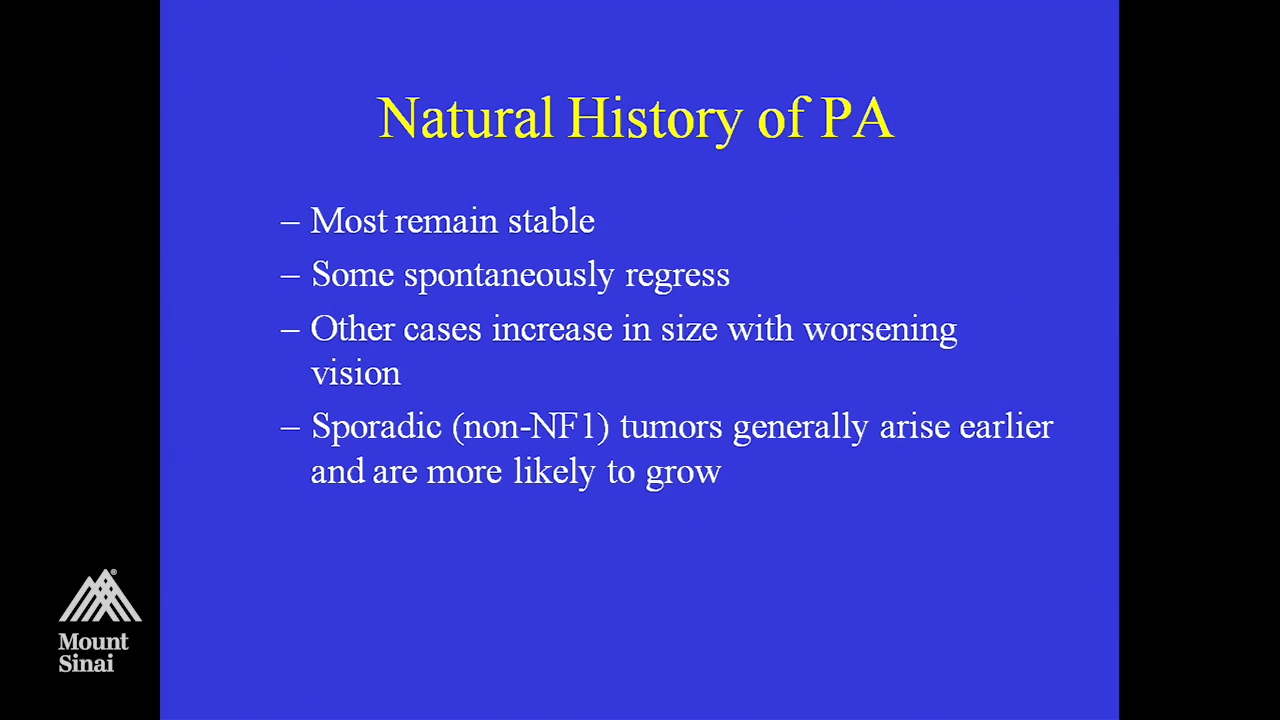 Natural History of PA
– Most remain stable
– Some spontaneously regress
– Other cases increase in size with worsening
vision
– Sporadic (non-NF1) tumors generally arise earlier
and are more likely to grow
®
Mount
Sinai